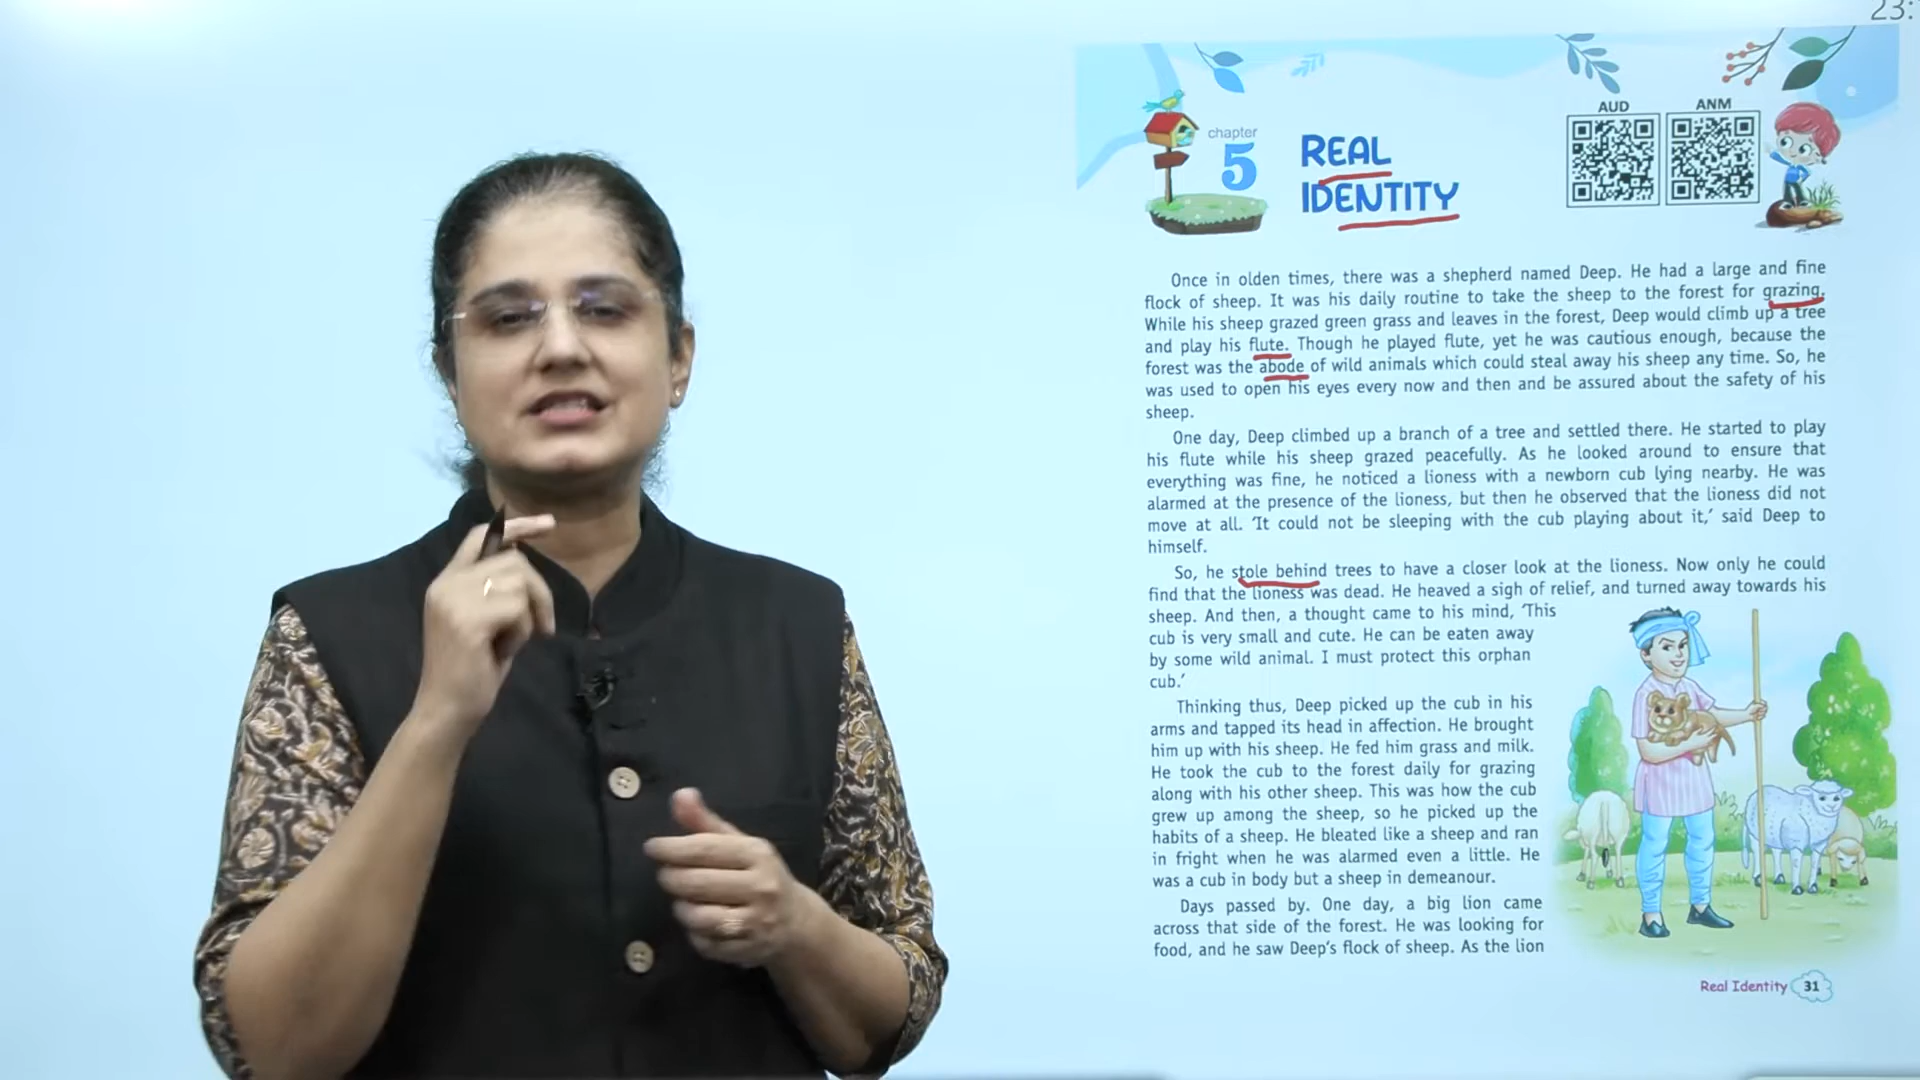 23:
AUD
ANM
chapter
5
REAL
IDENTITY
Once in olden times, there was a shepherd named Deep. He had a large and fine
flock of sheep. It was his daily routine to take the sheep to the forest for grazing.
While his sheep grazed green grass and leaves in the forest, Deep would climb up a tree
and play his flute. Though he played flute, yet he was cautious enough, because the
forest was the abode of wild animals which could steal away his sheep any time. So, he
was used to open his eyes every now and then and be assured about the safety of his
sheep.
One day, Deep climbed up a branch of a tree and settled there. He started to play
his flute while his sheep grazed peacefully. As he looked around to ensure that
everything was fine, he noticed a lioness with a newborn cub lying nearby. He was
alarmed at the presence of the lioness, but then he observed that the lioness did not
move at all. 'It could not be sleeping with the cub playing about it,' said Deep to
himself.
So, he stole behind trees to have a closer look at the lioness. Now only he could
find that the lioness was dead. He heaved a sigh of relief, and turned away towards his
sheep. And then, a thought came to his mind, 'This
cub is very small and cute. He can be eaten away
by some wild animal. I must protect this orphan
cub.'
Thinking thus, Deep picked up the cub in his
arms and tapped its head in affection. He brought
him up with his sheep. He fed him grass and milk.
He took the cub to the forest daily for grazing
along with his other sheep. This was how the cub
grew up among the sheep, so he picked up the
habits of a sheep. He bleated like a sheep and ran
in fright when he was alarmed even a little. He
was a cub in body but a sheep in demeanour.
Days passed by. One day, a big lion came
across that side of the forest. He was looking for
food, and he saw Deep's flock of sheep. As the lion
Real Identity 31